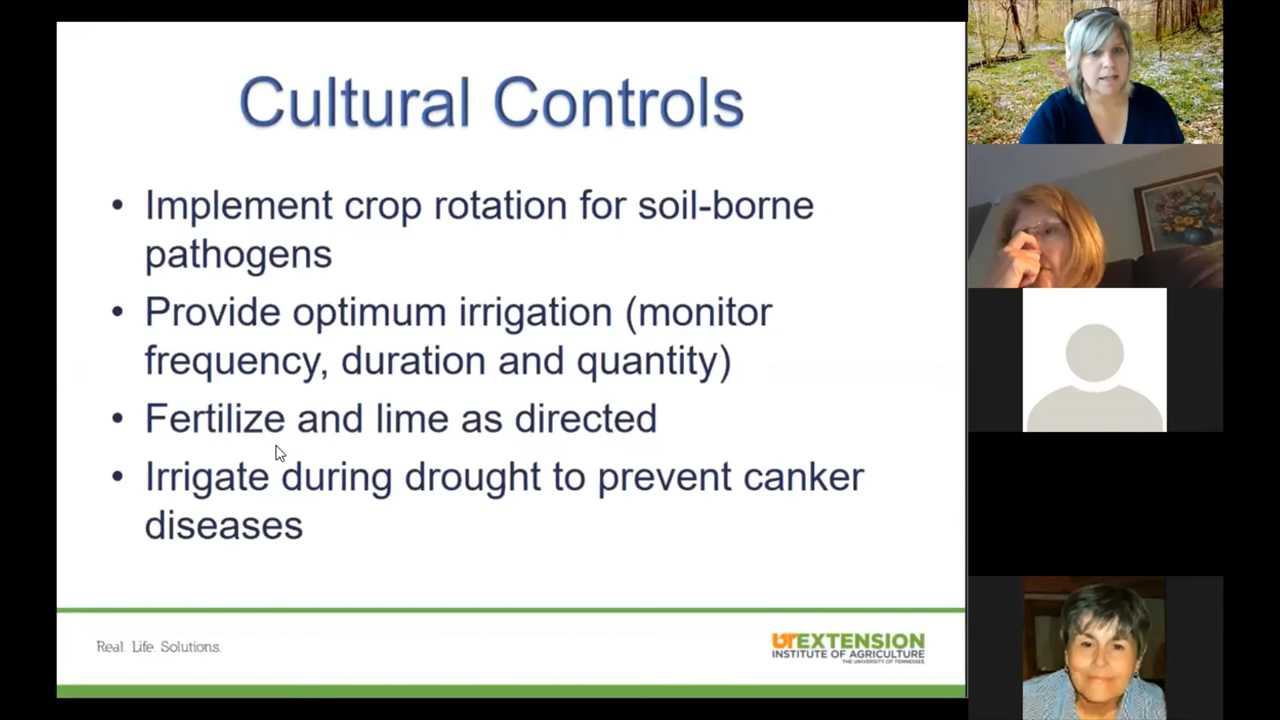 Cultural Controls
• Implement crop rotation for soil-borne
pathogens
• Provide optimum irrigation (monitor
frequency, duration and quantity)
• Fertilize and lime as directed
• Irrigate during drought to prevent canker
diseases
Real. Life. Solutions.
UTEXTENSION
INSTITUTE OF AGRICULTURE
THE UNIVERSITY OF TENNESSEE